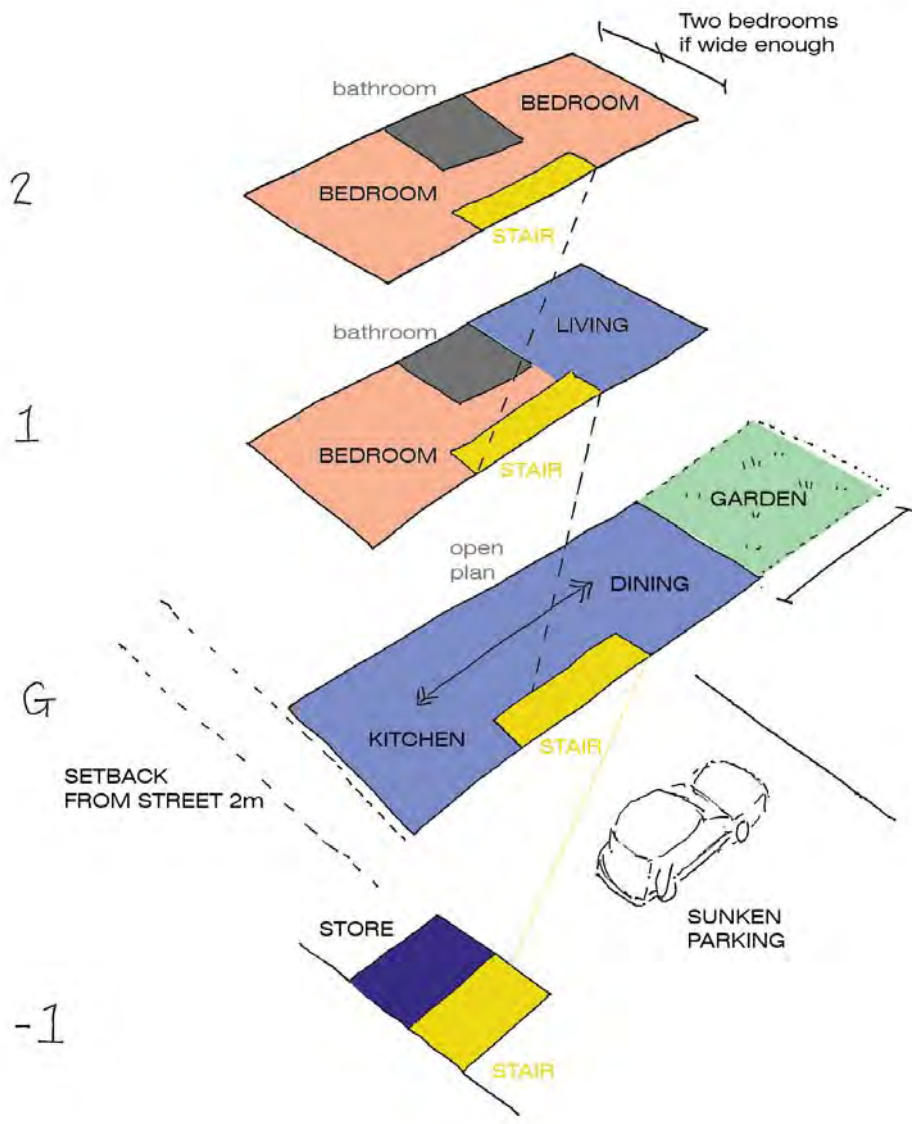 Two bedrooms
if wide enough
bathroom
BEDROOM
2
BEDROOM
STAIR
bathroom
LIVING
1
BEDROOM
STAIR
GARDEN
open
plan
DINING
G
KITCHEN
STAIR
SETBACK
FROM STREET 2m
STORE
SUNKEN
PARKING
-1
STAIR